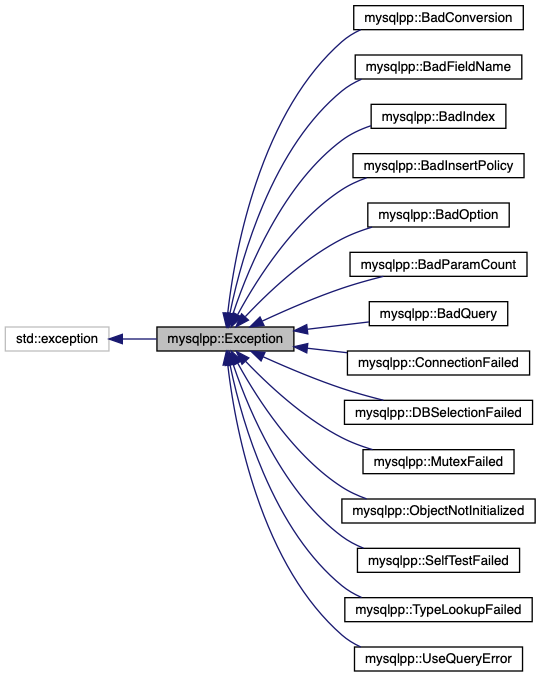 mysqlpp::BadConversion
mysqlpp::BadFieldName
mysqlpp::BadIndex
mysqlpp::BadInsertPolicy
mysqlpp::BadOption
mysqlpp::BadParamCount
mysqlpp::BadQuery
std::exception
mysqlpp::Exception
mysqlpp::ConnectionFailed
mysqlpp::DBSelectionFailed
mysqlpp::MutexFailed
mysqlpp::ObjectNotInitialized
mysqlpp::SelfTestFailed
mysqlpp::TypeLookupFailed
mysqlpp::UseQueryError